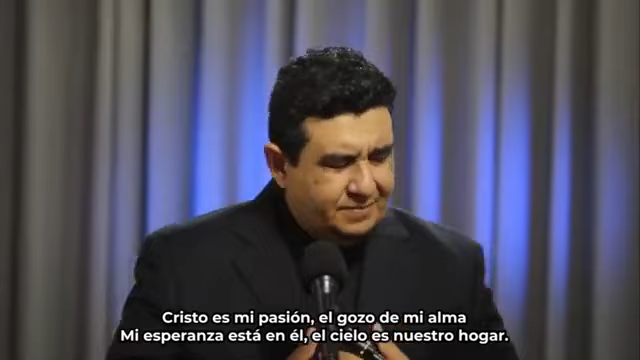 Cristo es mi pasión, el gozo de mi alma
Mi esperanza está en él, el cielo es nuestro hogar.